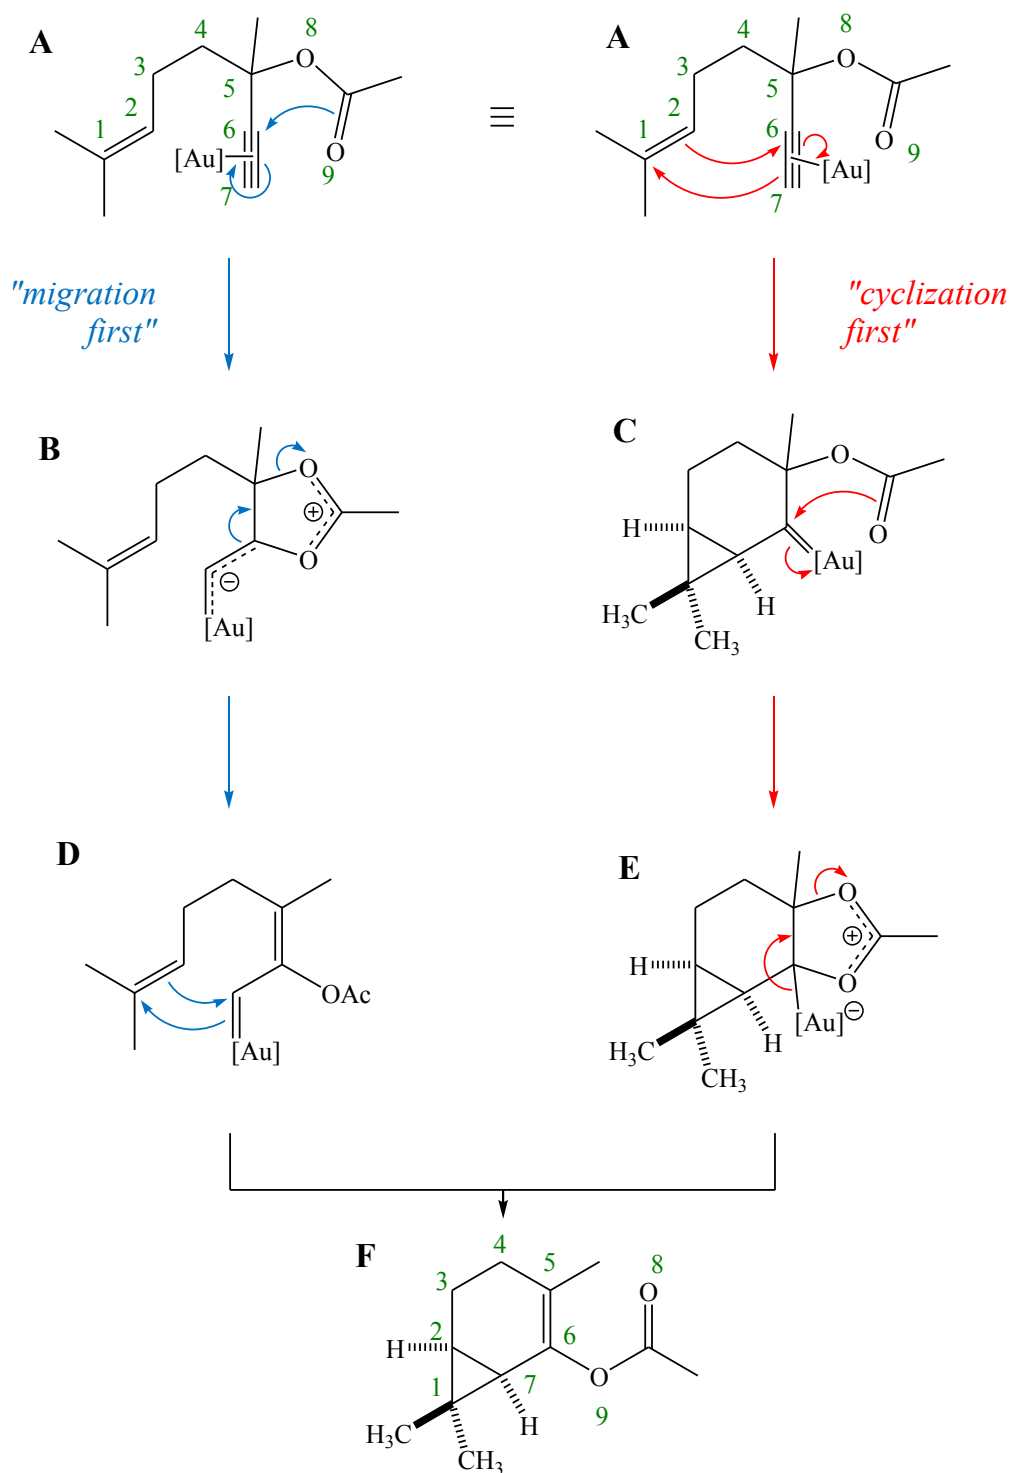 A
8
4
O
3
5
2
1
6
[Au]
O
9
7
≡
A
8
4
O
3
5
2
1
6
O
9
[Au]
7
"migration
first"
"cyclization
first"
B
O
⊕
O
⊖
[Au]
C
O
O
H
[Au]
H
H3C
CH3
D
OAc
[Au]
E
O
⊕
O
H
[Au]⊖
H
H3C
CH3
F
4
5
8
3
O
2
6
H
1
7
O
9
H
H3C
CH3